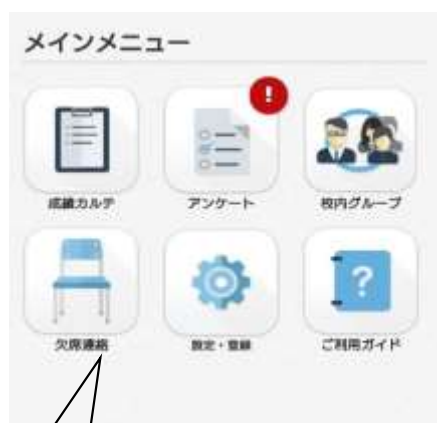 メインメニュー
成績カルテ
アンケート
校内グループ
欠席連絡
設定・登録
ご利用ガイド